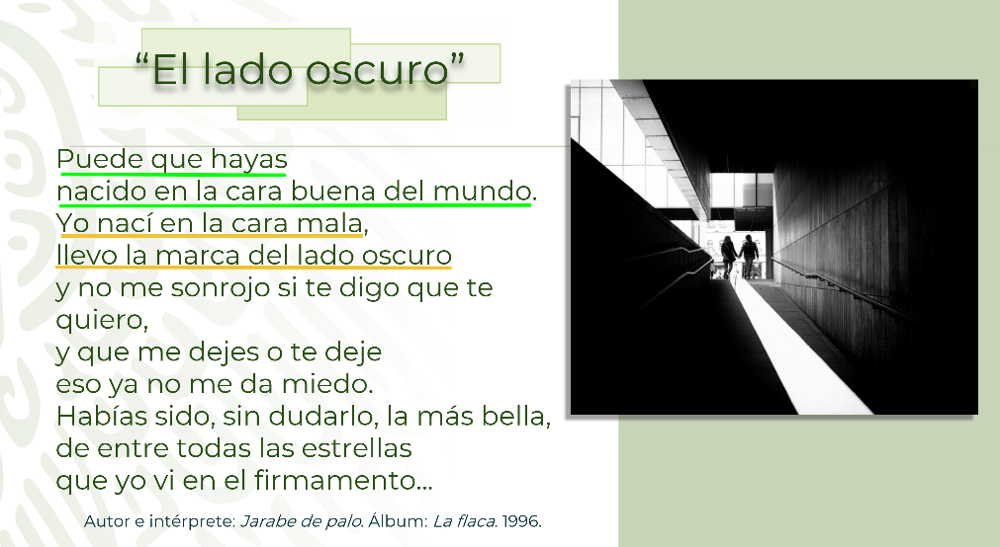 “El lado oscuro”
Puede que hayas
nacido en la cara buena del mundo.
Yo nací en la cara mala,
llevo la marca del lado oscuro
y no me sonrojo si te digo que te
quiero,
y que me dejes o te deje
eso ya no me da miedo.
Habías sido, sin dudarlo, la más bella,
de entre todas las estrellas
que yo vi en el firmamento...
Autor e intérprete: Jarabe de palo. Álbum: La flaca. 1996.